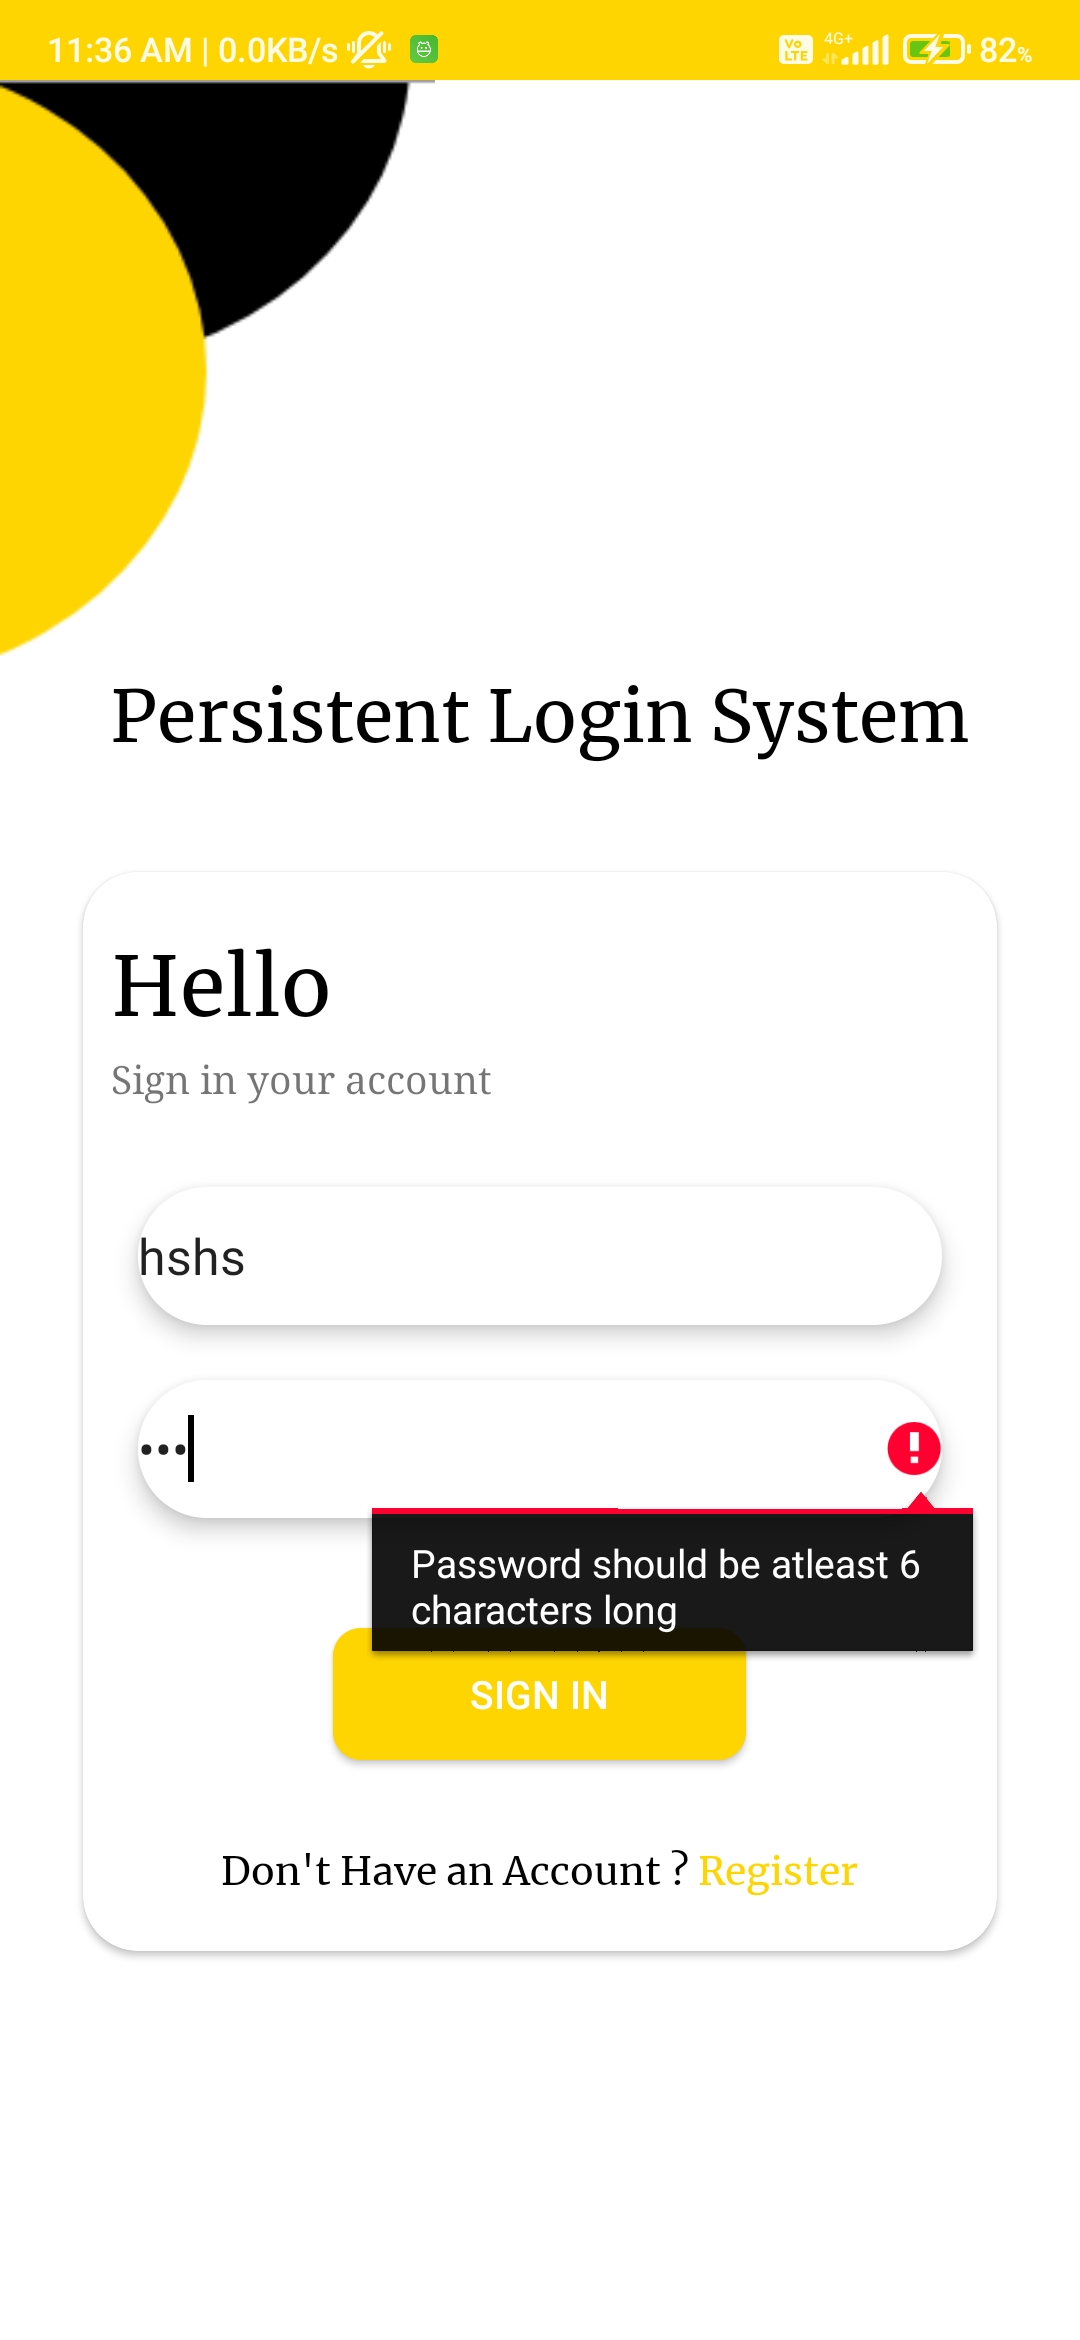 11:36 AM | 0.0KB/s
Vo LTE 4G+ 82%
Persistent Login System
Hello
Sign in your account
hshs
•••
Password should be atleast 6
characters long
SIGN IN
Don't Have an Account ? Register